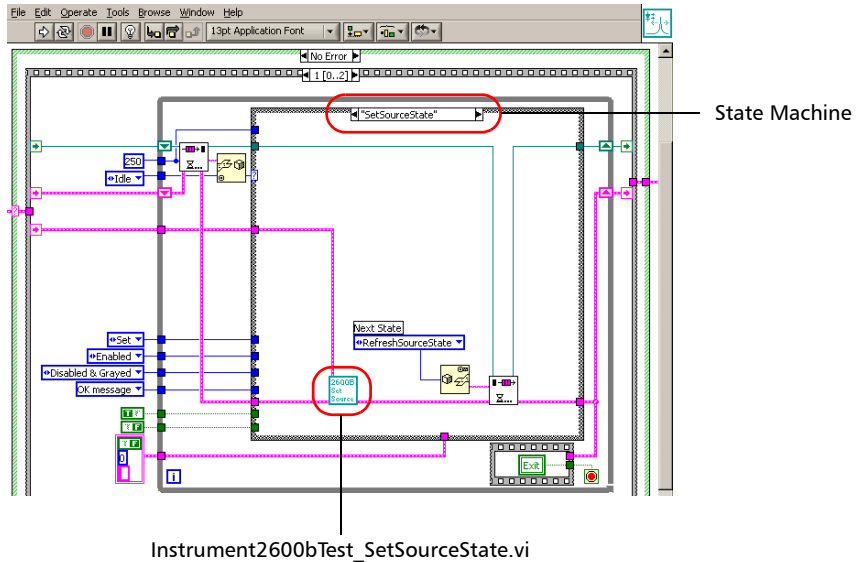 File Edit Operate Tools Browse Window Help
13pt Application Font
No Error
1 [0..2]
"SetSourceState"
State Machine
250
Idle
Next State
RefreshSourceState
Set
Enabled
Disabled & Grayed
OK message
2600B
Set
Source
T
F
F
0
i
Exit
Instrument2600bTest_SetSourceState.vi